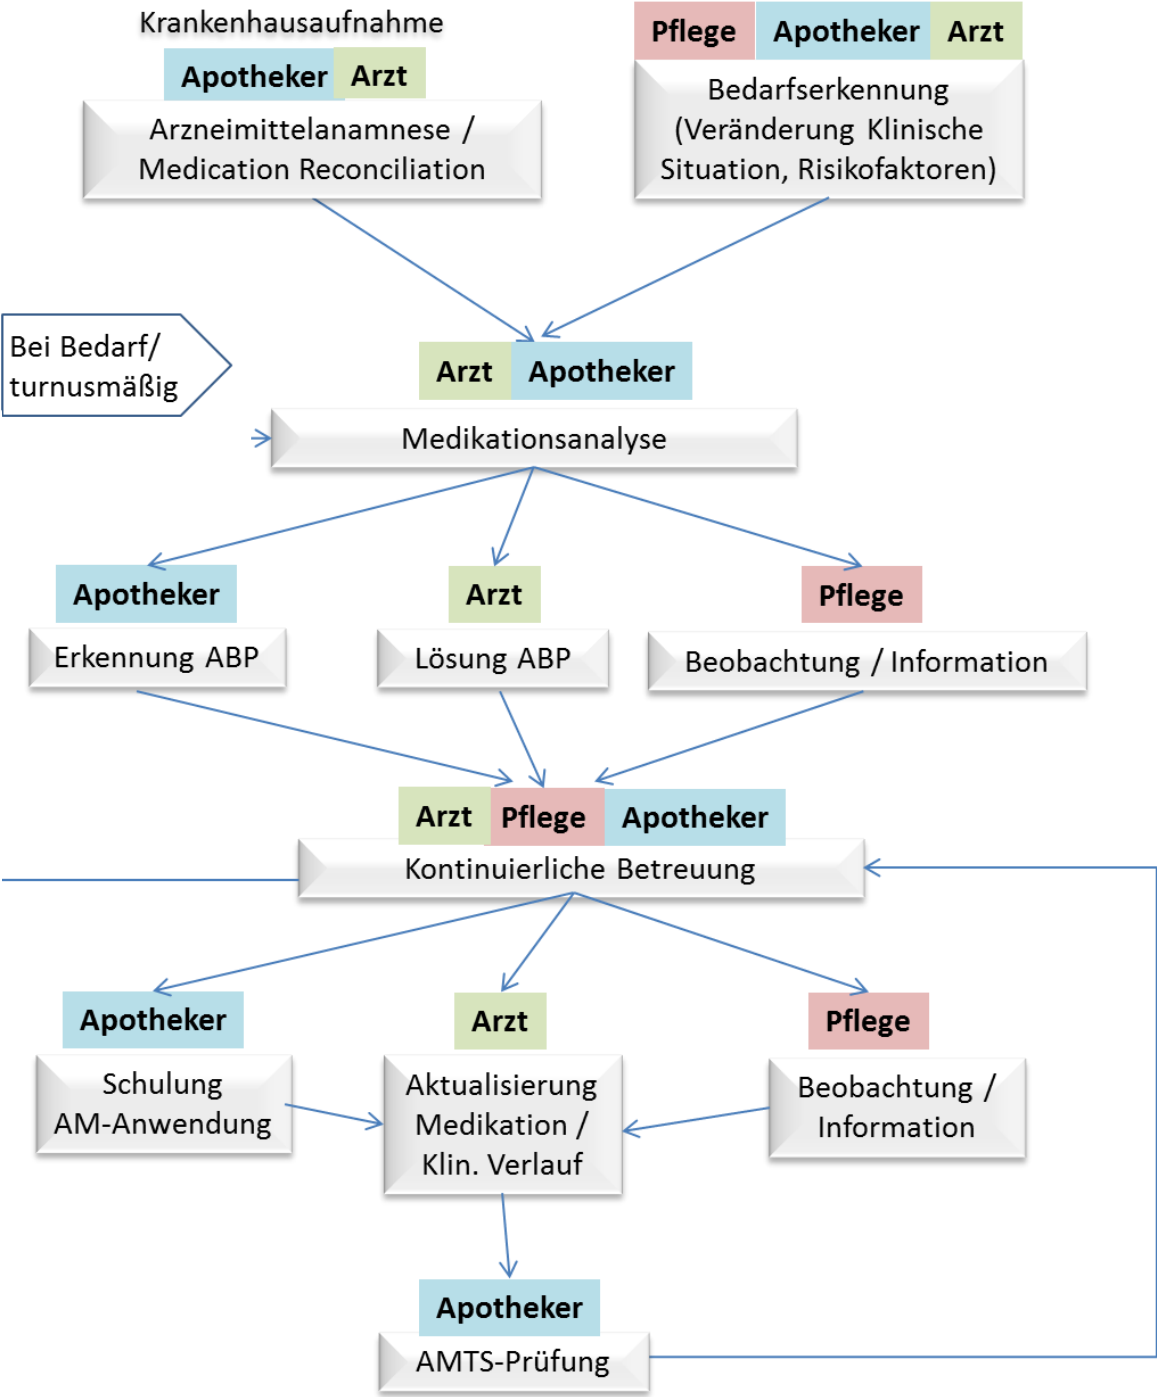 Krankenhausaufnahme
Apotheker Arzt
Arzneimittelanamnese /
Medication Reconciliation
Pflege Apotheker Arzt
Bedarfserkennung
(Veränderung Klinische
Situation, Risikofaktoren)
Bei Bedarf/
turnusmäßig
Arzt Apotheker
Medikationsanalyse
Apotheker
Erkennung ABP
Arzt
Lösung ABP
Pflege
Beobachtung / Information
Arzt Pflege Apotheker
Kontinuierliche Betreuung
Apotheker
Schulung
AM-Anwendung
Arzt
Aktualisierung
Medikation /
Klin. Verlauf
Pflege
Beobachtung /
Information
Apotheker
AMTS-Prüfung